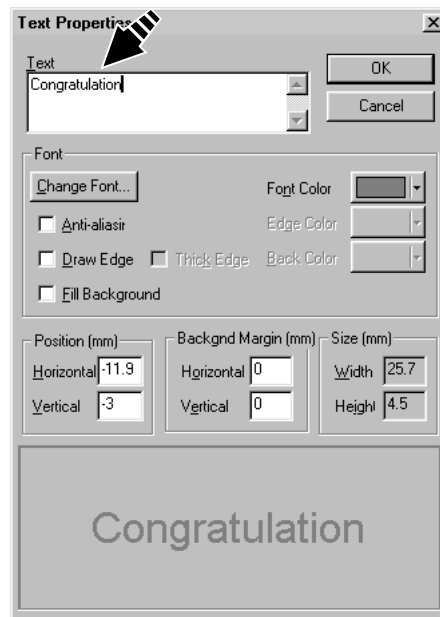 Text Properties
Text
Congratulation
OK
Cancel
Font
Change Font...
Font Color
Anti-aliasir
Edge Color
Draw Edge Thick Edge Back Color
Fill Background
Position (mm) Backgnd Margin (mm) Size (mm)
Horizontal -11.9 Horizontal 0 Width 25.7
Vertical -3 Vertical 0 Height 4.5
Congratulation